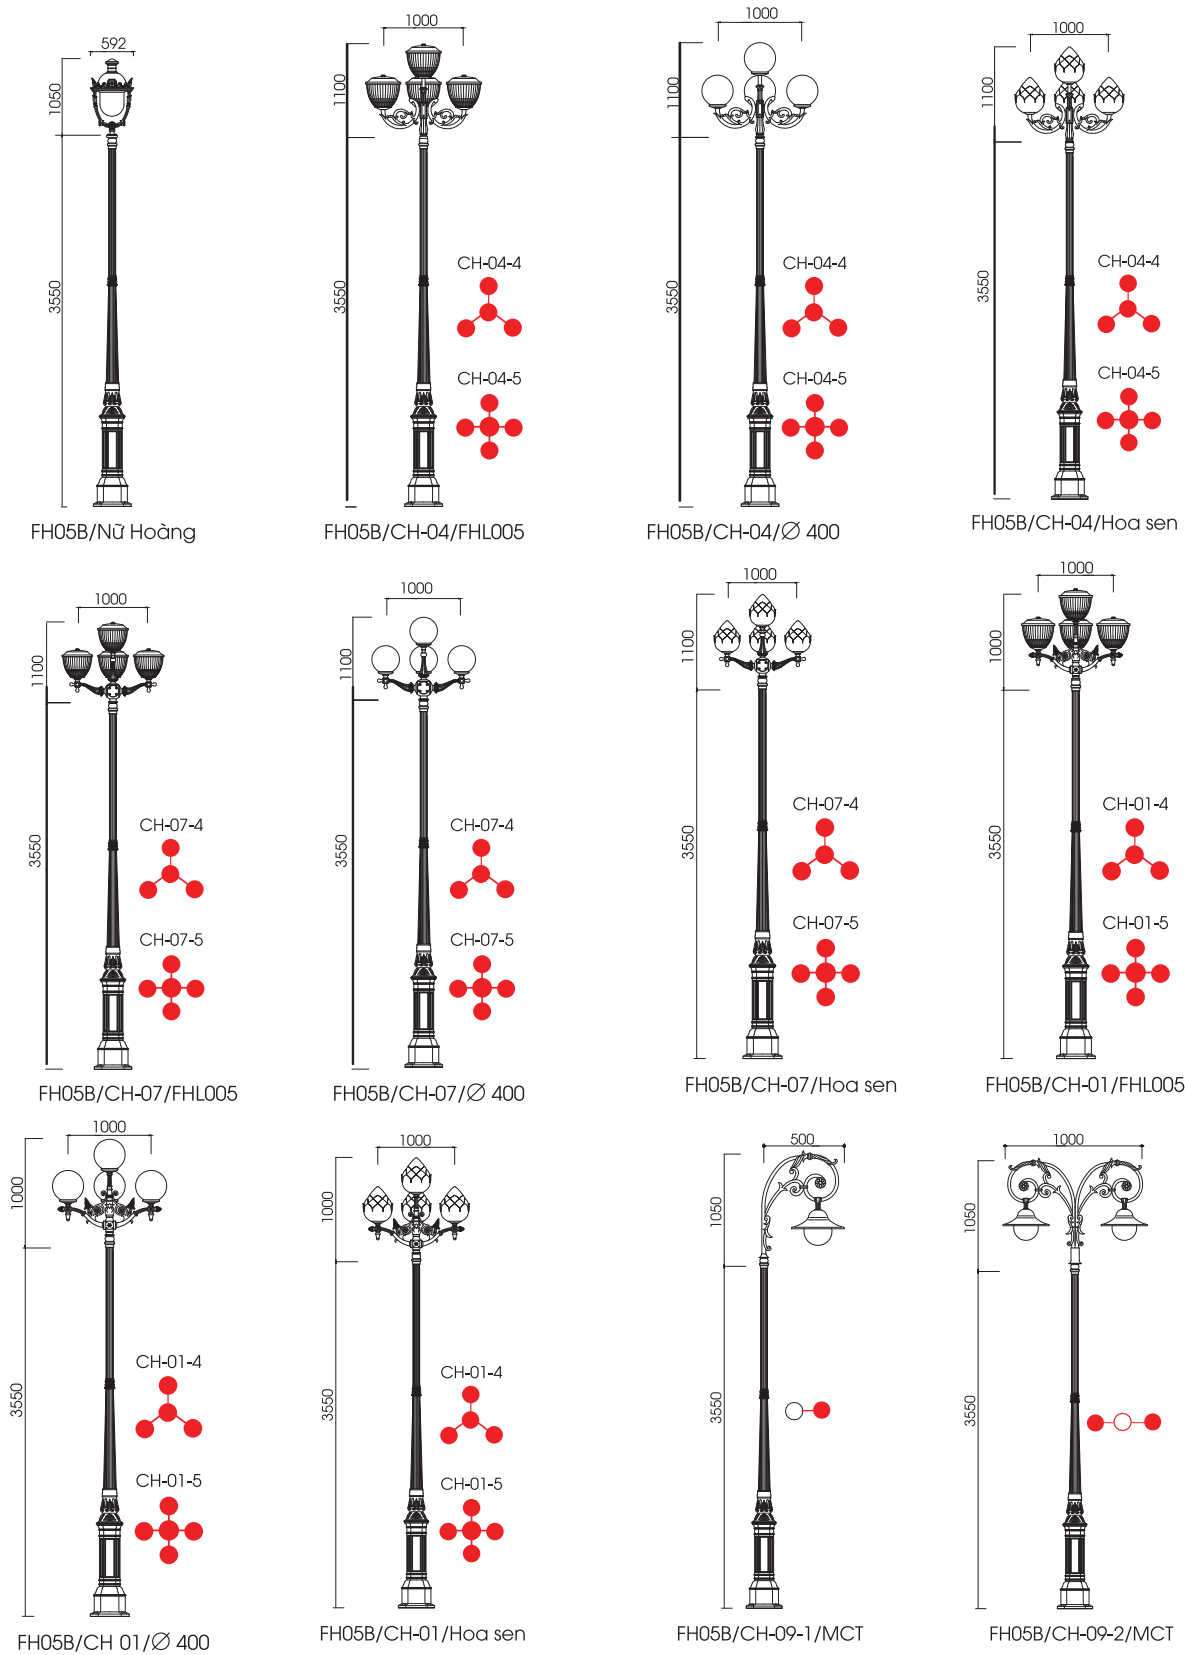 592
1050
3550
FH05B/Nữ Hoàng
1000
1100
3550
CH-04-4
CH-04-5
FH05B/CH-04/FHL005
1000
1100
3550
CH-04-4
CH-04-5
FH05B/CH-04/Ø 400
1000
1100
3550
CH-04-4
CH-04-5
FH05B/CH-04/Hoa sen
1000
1100
3550
CH-07-4
CH-07-5
FH05B/CH-07/FHL005
1000
1100
3550
CH-07-4
CH-07-5
FH05B/CH-07/Ø 400
1000
1100
3550
CH-07-4
CH-07-5
FH05B/CH-07/Hoa sen
1000
1000
3550
CH-01-4
CH-01-5
FH05B/CH-01/FHL005
1000
1000
3550
CH-01-4
CH-01-5
FH05B/CH 01/Ø 400
1000
1000
3550
CH-01-4
CH-01-5
FH05B/CH-01/Hoa sen
500
1050
3550
FH05B/CH-09-1/MCT
1000
1050
3550
FH05B/CH-09-2/MCT